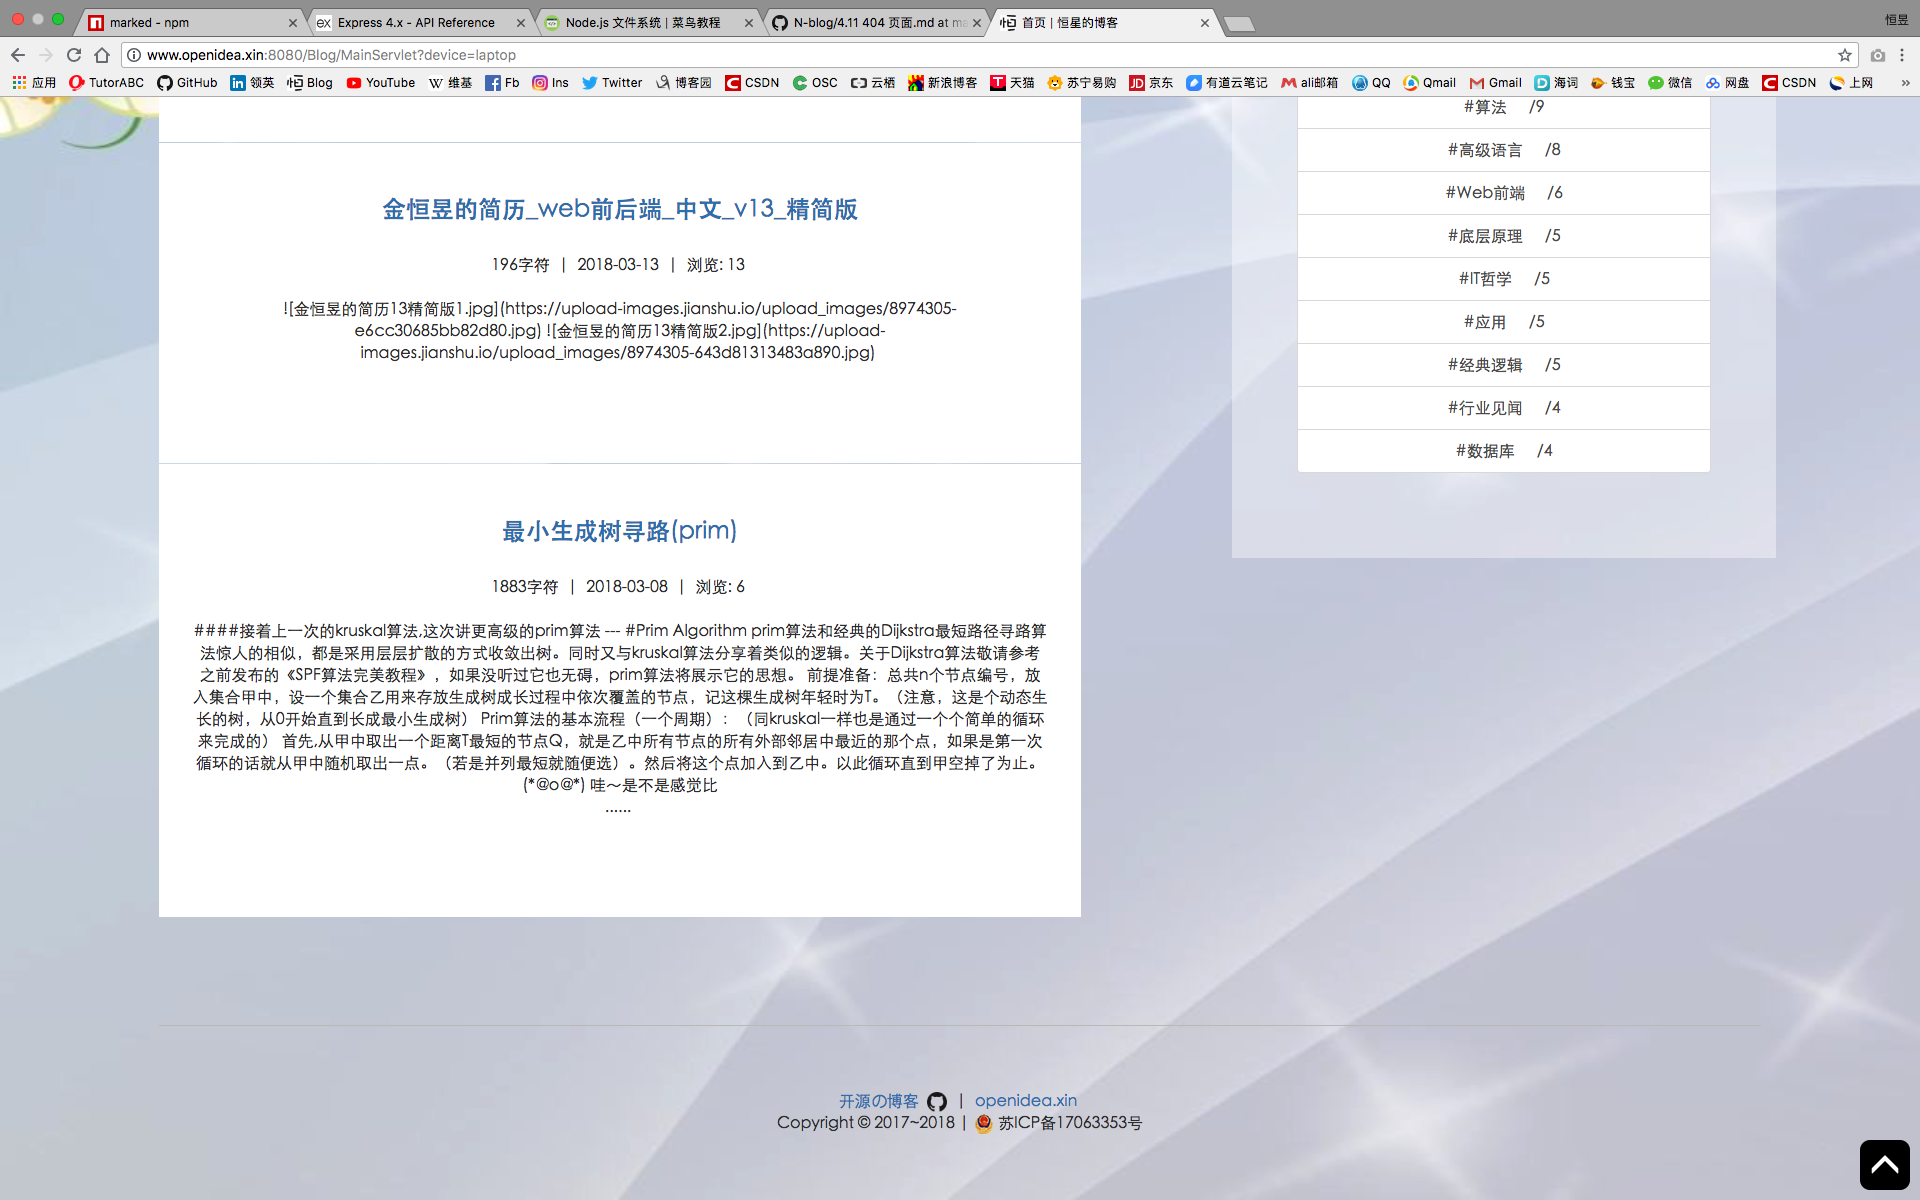 marked - npm
Express 4.x - API Reference
Node.js 文件系统 | 菜鸟教程
N-blog/4.11 404 页面.md at ma
首页 | 恒星的博客
恒昱
www.openidea.xin:8080/Blog/MainServlet?device=laptop
应用 TutorABC GitHub 领英 Blog YouTube 维基 Fb Ins Twitter 博客园 CSDN OSC 云栖 新浪博客 天猫 苏宁易购 京东 有道云笔记 ali邮箱 QQ Qmail Gmail 海词 钱宝 微信 网盘 CSDN 上网 »
金恒昱的简历_web前后端_中文_v13_精简版
196字符 | 2018-03-13 | 浏览: 13
![金恒昱的简历13精简版1.jpg](https://upload-images.jianshu.io/upload_images/8974305-
e6cc30685bb82d80.jpg) ![金恒昱的简历13精简版2.jpg](https://upload-
images.jianshu.io/upload_images/8974305-643d81313483a890.jpg)
最小生成树寻路(prim)
1883字符 | 2018-03-08 | 浏览: 6
####接着上一次的kruskal算法,这次讲更高级的prim算法 --- #Prim Algorithm prim算法和经典的Dijkstra最短路径寻路算
法惊人的相似，都是采用层层扩散的方式收敛出树。同时又与kruskal算法分享着类似的逻辑。关于Dijkstra算法敬请参考
之前发布的《SPF算法完美教程》，如果没听过它也无碍，prim算法将展示它的思想。 前提准备：总共n个节点编号，放
入集合甲中，设一个集合乙用来存放生成树成长过程中依次覆盖的节点，记这棵生成树年轻时为T。（注意，这是个动态生
长的树，从0开始直到长成最小生成树） Prim算法的基本流程（一个周期）：（同kruskal一样也是通过一个个简单的循环
来完成的） 首先,从甲中取出一个距离T最短的节点Q，就是乙中所有节点的所有外部邻居中最近的那个点，如果是第一次
循环的话就从甲中随机取出一点。（若是并列最短就随便选）。然后将这个点加入到乙中。以此循环直到甲空掉了为止。
(*@o@*) 哇～是不是感觉比
......
#算法 /9
#高级语言 /8
#Web前端 /6
#底层原理 /5
#IT哲学 /5
#应用 /5
#经典逻辑 /5
#行业见闻 /4
#数据库 /4
开源の博客 | openidea.xin
Copyright © 2017~2018 | 苏ICP备17063353号